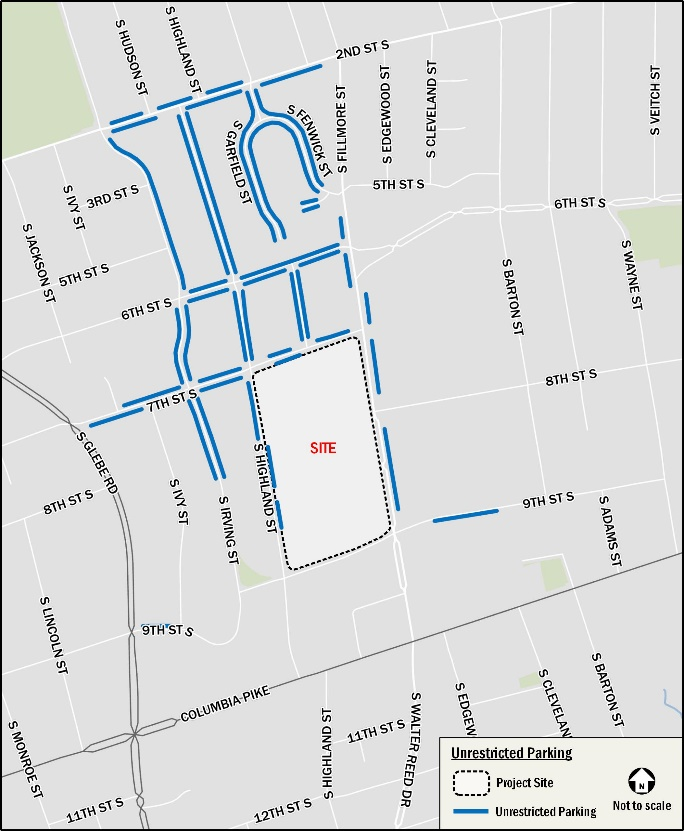 S HUDSON ST
S HIGHLAND ST
2ND ST S
S FILLMORE ST
S EDGEWOOD ST
S CLEVELAND ST
S VEITCH ST
S FENWICK ST
S GARFIELD ST
3RD ST S
S IVY ST
5TH ST S
6TH ST S
S JACKSON ST
5TH ST S
6TH ST S
S BARTON ST
S WAYNE ST
7TH ST S
8TH ST S
SITE
S GLEBE RD
S HIGHLAND ST
8TH ST S
S IVY ST
S IRVING ST
9TH ST S
S ADAMS ST
S LINCOLN ST
9TH ST S
COLUMBIA PIKE
S MONROE ST
S HIGHLAND ST
11TH ST S
S WALTER REED DR
S EDGEW
S CLEVELAN
S BARTON ST
11TH ST S
12TH ST S
Unrestricted Parking
Project Site
Unrestricted Parking
N
Not to scale